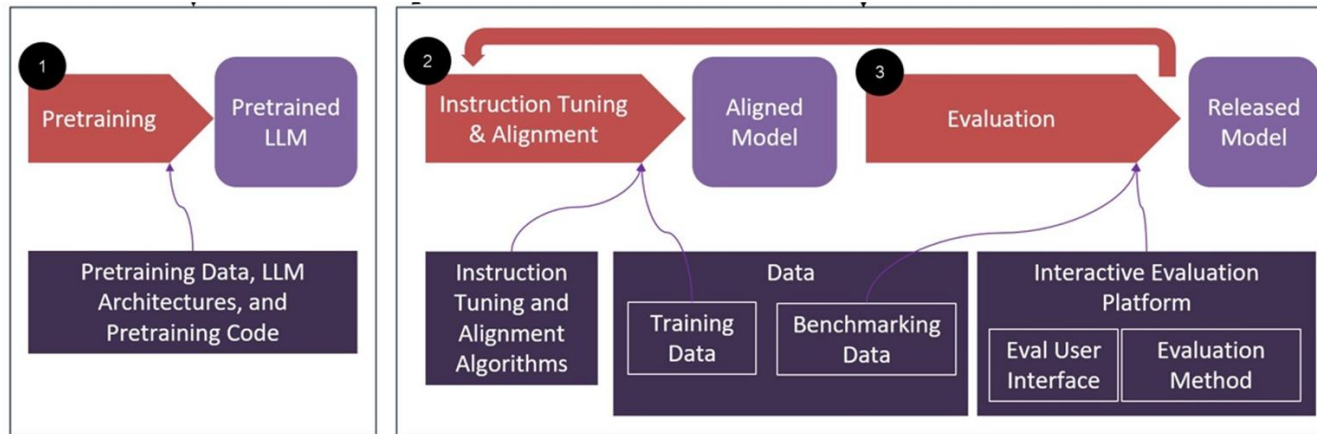 1
Pretraining
Pretrained
LLM
Pretraining Data, LLM
Architectures, and
Pretraining Code
2
Instruction Tuning
& Alignment
Aligned
Model
3
Evaluation
Released
Model
Instruction
Tuning and
Alignment
Algorithms
Data
Training
Data
Benchmarking
Data
Interactive Evaluation
Platform
Eval User
Interface
Evaluation
Method